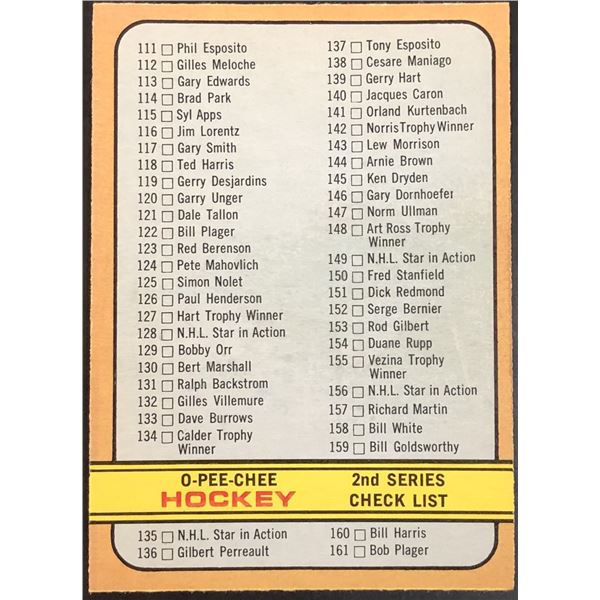 111 Phil Esposito
112 Gilles Meloche
113 Gary Edwards
114 Brad Park
115 Syl Apps
116 Jim Lorentz
117 Gary Smith
118 Ted Harris
119 Gerry Desjardins
120 Garry Unger
121 Dale Tallon
122 Bill Plager
123 Red Berenson
124 Pete Mahovlich
125 Simon Nolet
126 Paul Henderson
127 Hart Trophy Winner
128 N.H.L. Star in Action
129 Bobby Orr
130 Bert Marshall
131 Ralph Backstrom
132 Gilles Villemure
133 Dave Burrows
134 Calder Trophy
Winner
137 Tony Esposito
138 Cesare Maniago
139 Gerry Hart
140 Jacques Caron
141 Orland Kurtenbach
142 Norris Trophy Winner
143 Lew Morrison
144 Arnie Brown
145 Ken Dryden
146 Gary Dornhoefer
147 Norm Ullman
148 Art Ross Trophy
Winner
149 N.H.L. Star in Action
150 Fred Stanfield
151 Dick Redmond
152 Serge Bernier
153 Rod Gilbert
154 Duane Rupp
155 Vezina Trophy
Winner
156 N.H.L. Star in Action
157 Richard Martin
158 Bill White
159 Bill Goldsworthy
O-PEE-CHEE
HOCKEY
2nd SERIES
CHECK LIST
135 N.H.L. Star in Action
136 Gilbert Perreault
160 Bill Harris
161 Bob Plager